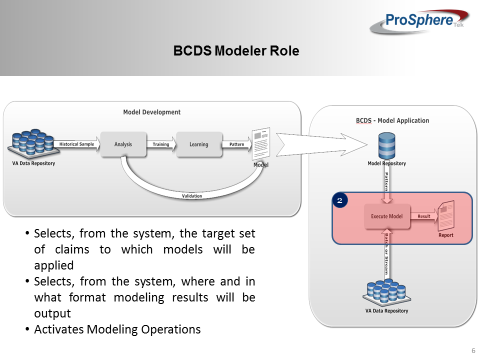 ProSphere
Tek
BCDS Modeler Role
Model Development
Historical Sample
Analysis
Training
Learning
Pattern
VA Data Repository
Model
Validation
BCDS - Model Application
Model Repository
Pattern
2
Execute Model
Result
Report
Batch or Stream
VA Data Repository
• Selects, from the system, the target set
of claims to which models will be
applied
• Selects, from the system, where and in
what format modeling results will be
output
• Activates Modeling Operations
6